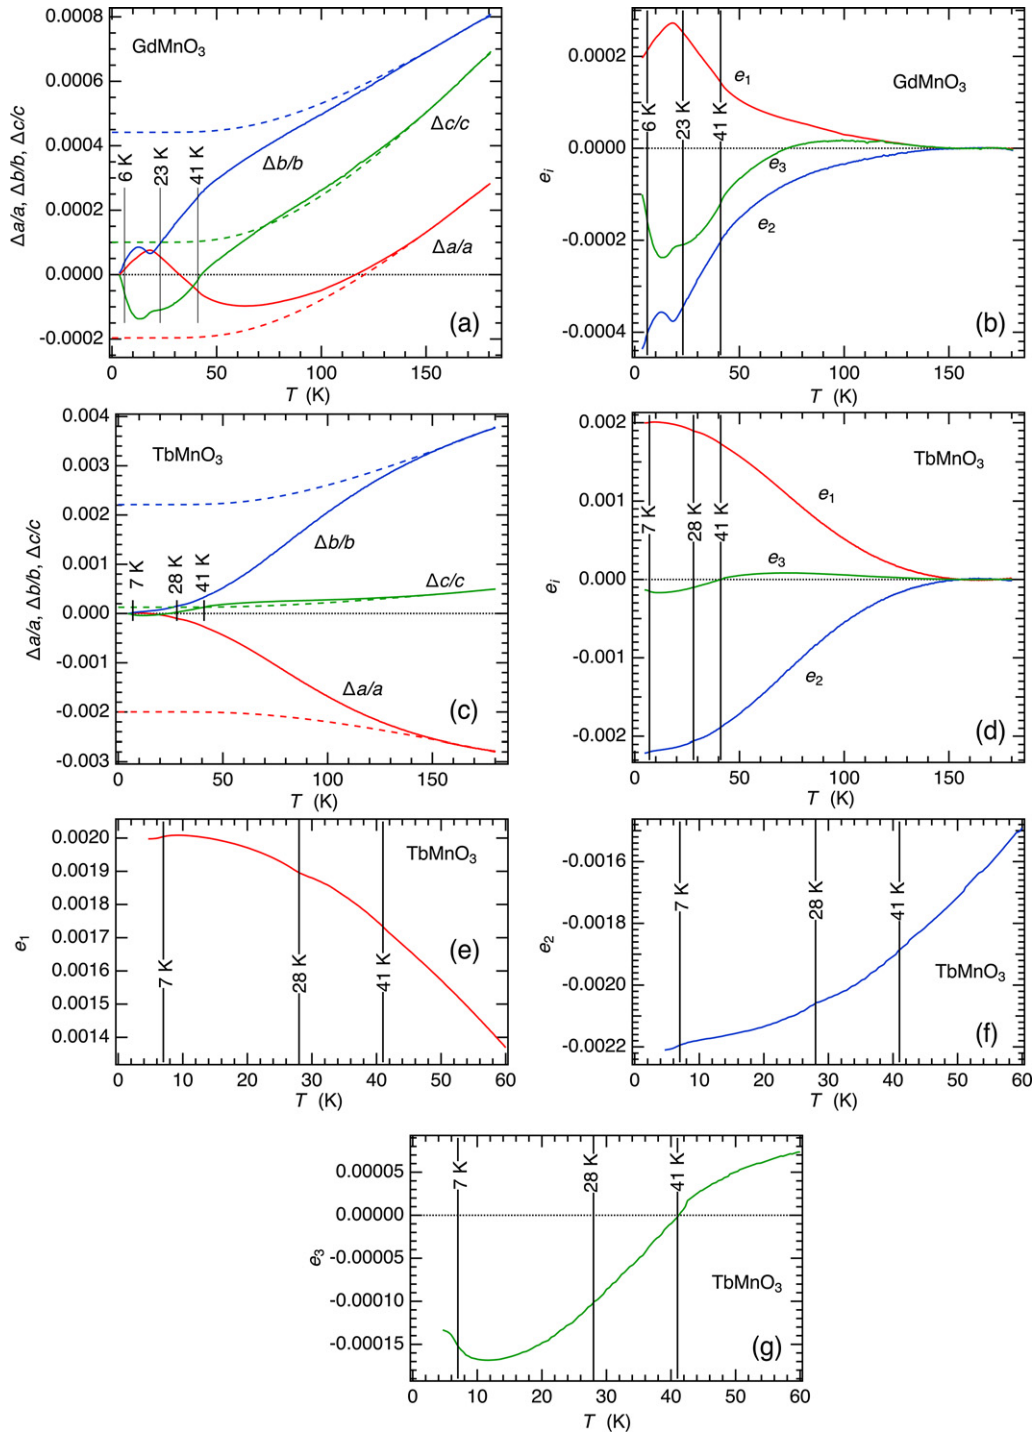 GdMnO3
Δa/a, Δb/b, Δc/c
0.0008
0.0006
0.0004
0.0002
0.0000
-0.0002
6 K
23 K
41 K
Δb/b
Δc/c
Δa/a
(a)
0
50
100
150
T (K)
GdMnO3
ei
0.0002
0.0000
-0.0002
-0.0004
6 K
23 K
41 K
e1
e3
e2
(b)
0
50
100
150
T (K)
TbMnO3
Δa/a, Δb/b, Δc/c
0.004
0.003
0.002
0.001
0.000
-0.001
-0.002
-0.003
7 K
28 K
41 K
Δb/b
Δc/c
Δa/a
(c)
0
50
100
150
T (K)
TbMnO3
ei
0.002
0.001
0.000
-0.001
-0.002
7 K
28 K
41 K
e1
e3
e2
(d)
0
50
100
150
T (K)
TbMnO3
e1
0.0020
0.0019
0.0018
0.0017
0.0016
0.0015
0.0014
7 K
28 K
41 K
(e)
0 10 20 30 40 50 60
T (K)
e2
-0.0016
-0.0018
-0.0020
-0.0022
7 K
28 K
41 K
TbMnO3
(f)
0 10 20 30 40 50 60
T (K)
e3
0.00005
0.00000
-0.00005
-0.00010
-0.00015
7 K
28 K
41 K
TbMnO3
(g)
0 10 20 30 40 50 60
T (K)